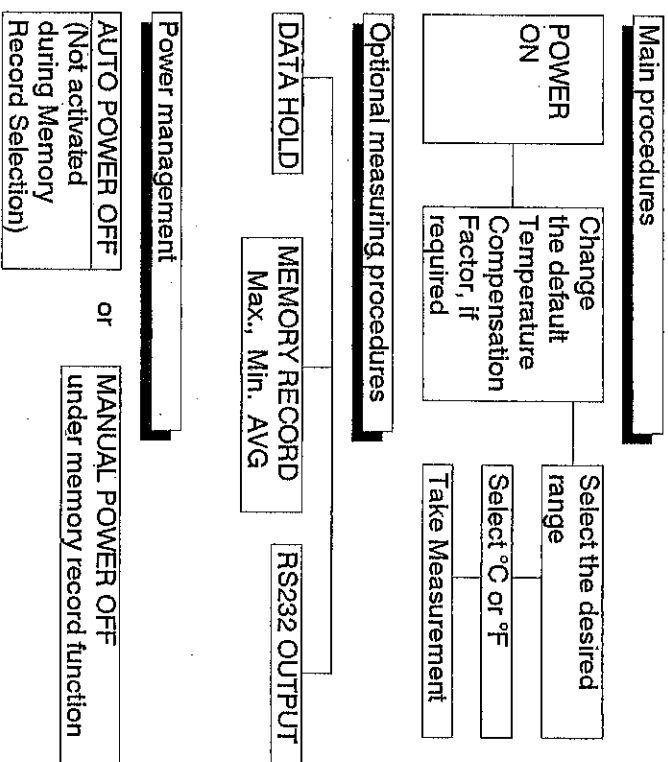 Main procedures
POWER
ON
Change
the default
Temperature
Compensation
Factor, if
required
Select the desired
range
Select °C or °F
Take Measurement
Optional measuring procedures
DATA HOLD
MEMORY RECORD
Max., Min. AVG
RS232 OUTPUT
Power management
AUTO POWER OFF
(Not activated
during Memory
Record Selection)
or
MANUAL POWER OFF
under memory record function